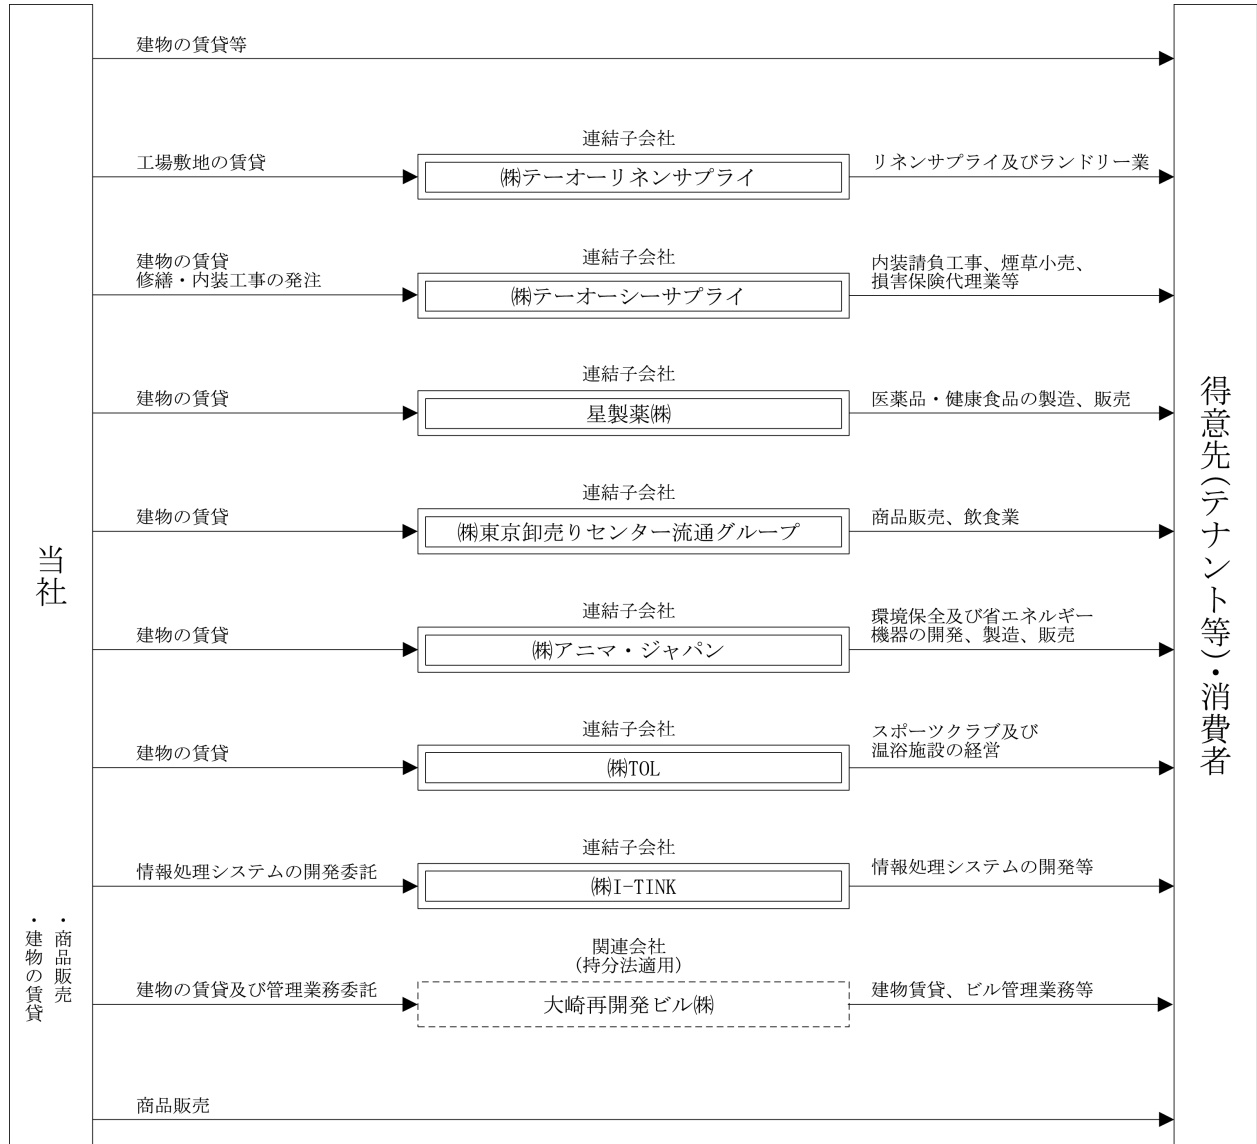 建物の賃貸等
連結子会社
工場敷地の賃貸
㈱テーオーリネンサプライ
リネンサプライ及びランドリー業
連結子会社
建物の賃貸
修繕・内装工事の発注
㈱テーオーシーサプライ
内装請負工事、煙草小売、
損害保険代理業等
連結子会社
建物の賃貸
星製薬㈱
医薬品・健康食品の製造、販売
連結子会社
建物の賃貸
㈱東京卸売りセンター流通グループ
商品販売、飲食業
連結子会社
建物の賃貸
㈱アニマ・ジャパン
環境保全及び省エネルギー
機器の開発、製造、販売
連結子会社
建物の賃貸
㈱TOL
スポーツクラブ及び
温浴施設の経営
連結子会社
情報処理システムの開発委託
㈱I-TINK
情報処理システムの開発等
関連会社
(持分法適用)
建物の賃貸及び管理業務委託
大崎再開発ビル㈱
建物賃貸、ビル管理業務等
商品販売
当社
・商品販売
・建物の賃貸
得意先(テナント等)・消費者